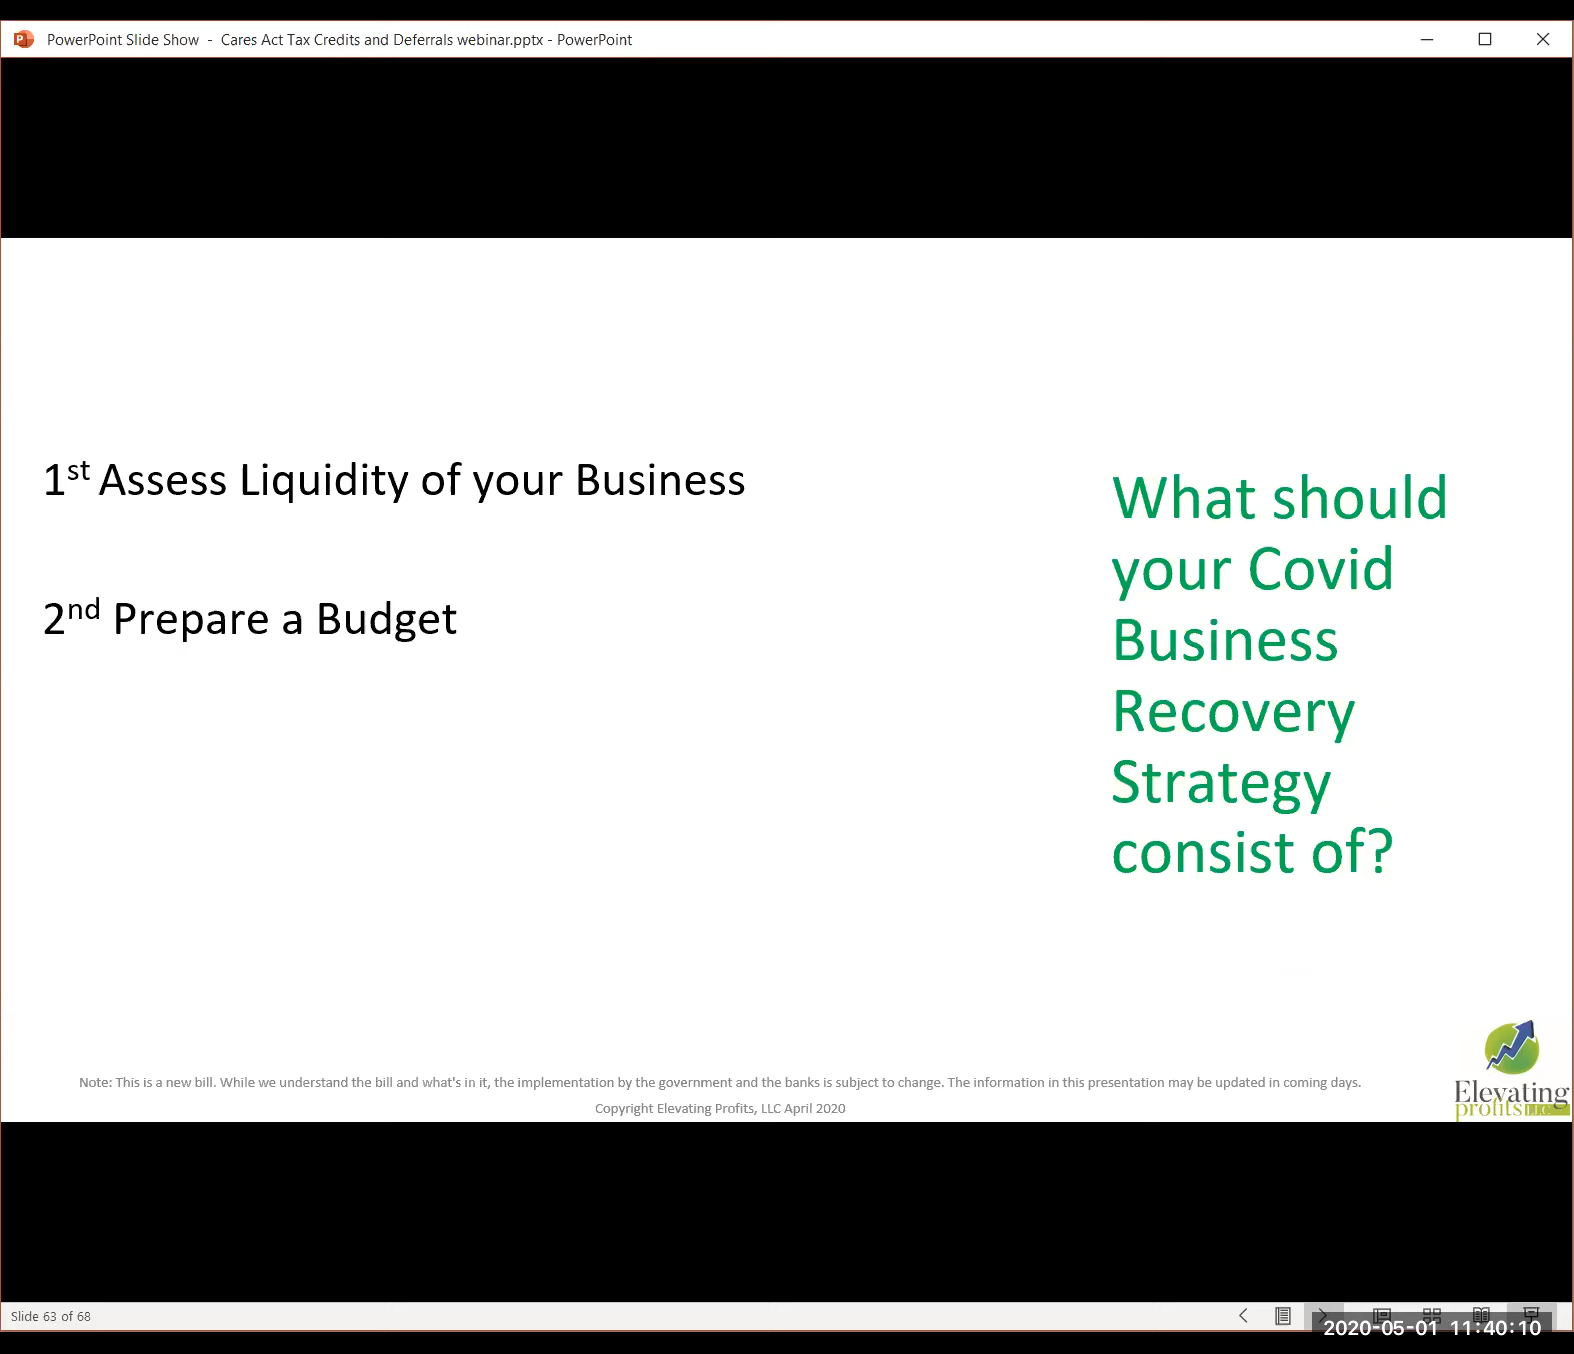 PowerPoint Slide Show - Cares Act Tax Credits and Deferrals webinar.pptx - PowerPoint
1st Assess Liquidity of your Business
2nd Prepare a Budget
What should
your Covid
Business
Recovery
Strategy
consist of?
Note: This is a new bill. While we understand the bill and what's in it, the implementation by the government and the banks is subject to change. The information in this presentation may be updated in coming days.
Copyright Elevating Profits, LLC April 2020
Elevating
profits LLC
Slide 63 of 68
2020-05-01 11:40:10